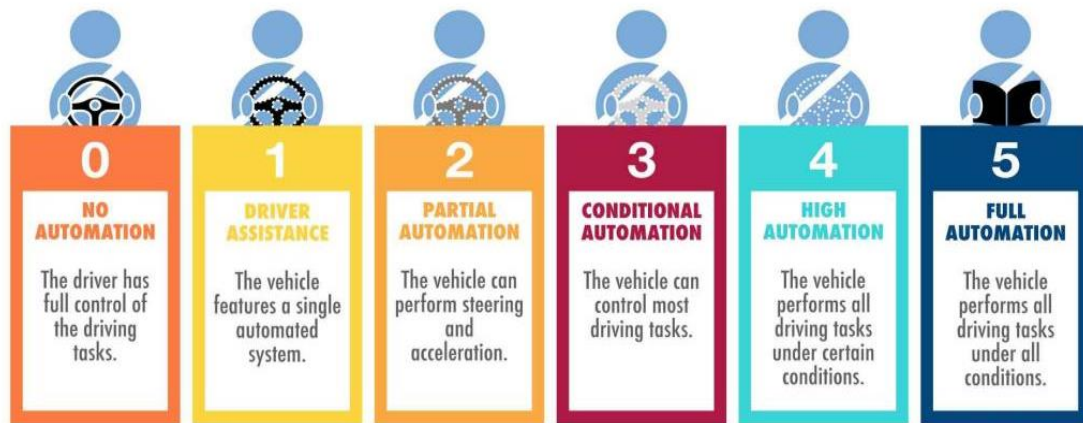 0
NO
AUTOMATION
The driver has
full control of
the driving
tasks.
1
DRIVER
ASSISTANCE
The vehicle
features a single
automated
system.
2
PARTIAL
AUTOMATION
The vehicle can
perform steering
and
acceleration.
3
CONDITIONAL
AUTOMATION
The vehicle can
control most
driving tasks.
4
HIGH
AUTOMATION
The vehicle
performs all
driving tasks
under certain
conditions.
5
FULL
AUTOMATION
The vehicle
performs all
driving tasks
under all
conditions.